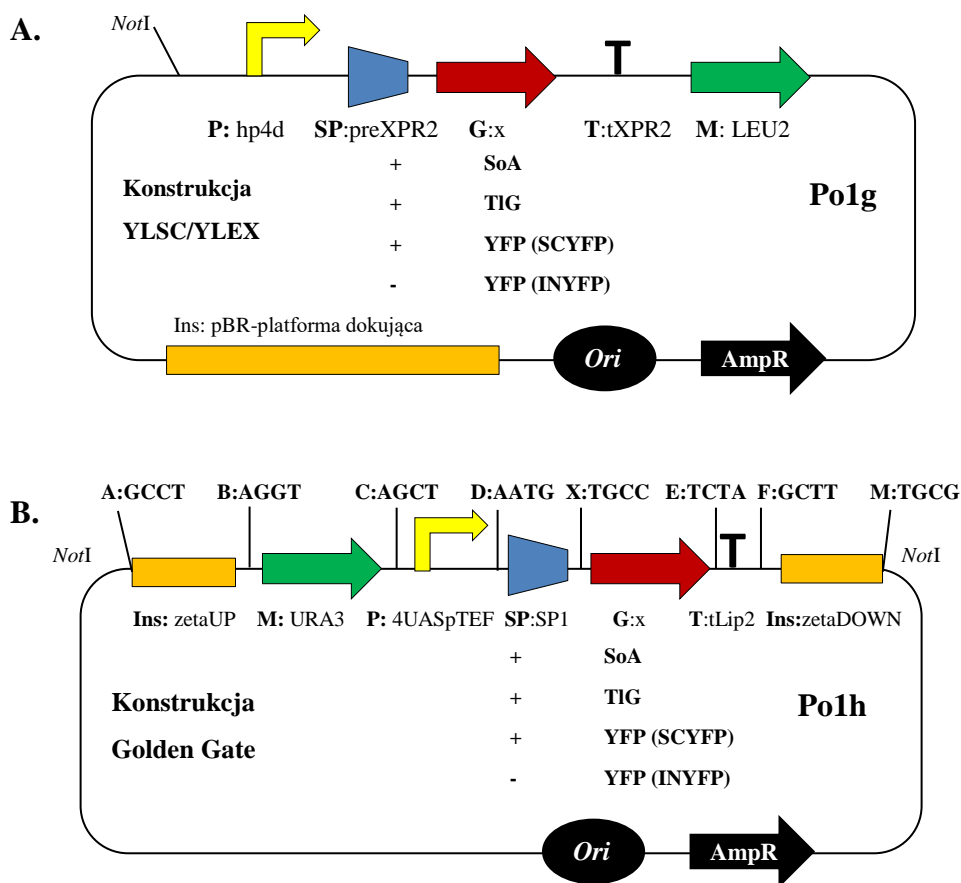 A.
NotI
T
P: hp4d SP:preXPR2 G:x T:tXPR2 M: LEU2
+ SoA
Konstrukcja
YLSC/YLEX
Po1g
+ TlG
+ YFP (SCYFP)
- YFP (INYFP)
Ins: pBR-platforma dokująca
Ori
AmpR
A:GCCT B:AGGT C:AGCT D:AATG X:TGCC E:TCTA F:GCTT M:TGCG
B.
T
NotI
NotI
Ins: zetaUP M: URA3 P: 4UASpTEF SP:SP1 G:x T:tLip2 Ins:zetaDOWN
+ SoA
Konstrukcja
Golden Gate
Po1h
+ TlG
+ YFP (SCYFP)
- YFP (INYFP)
Ori
AmpR